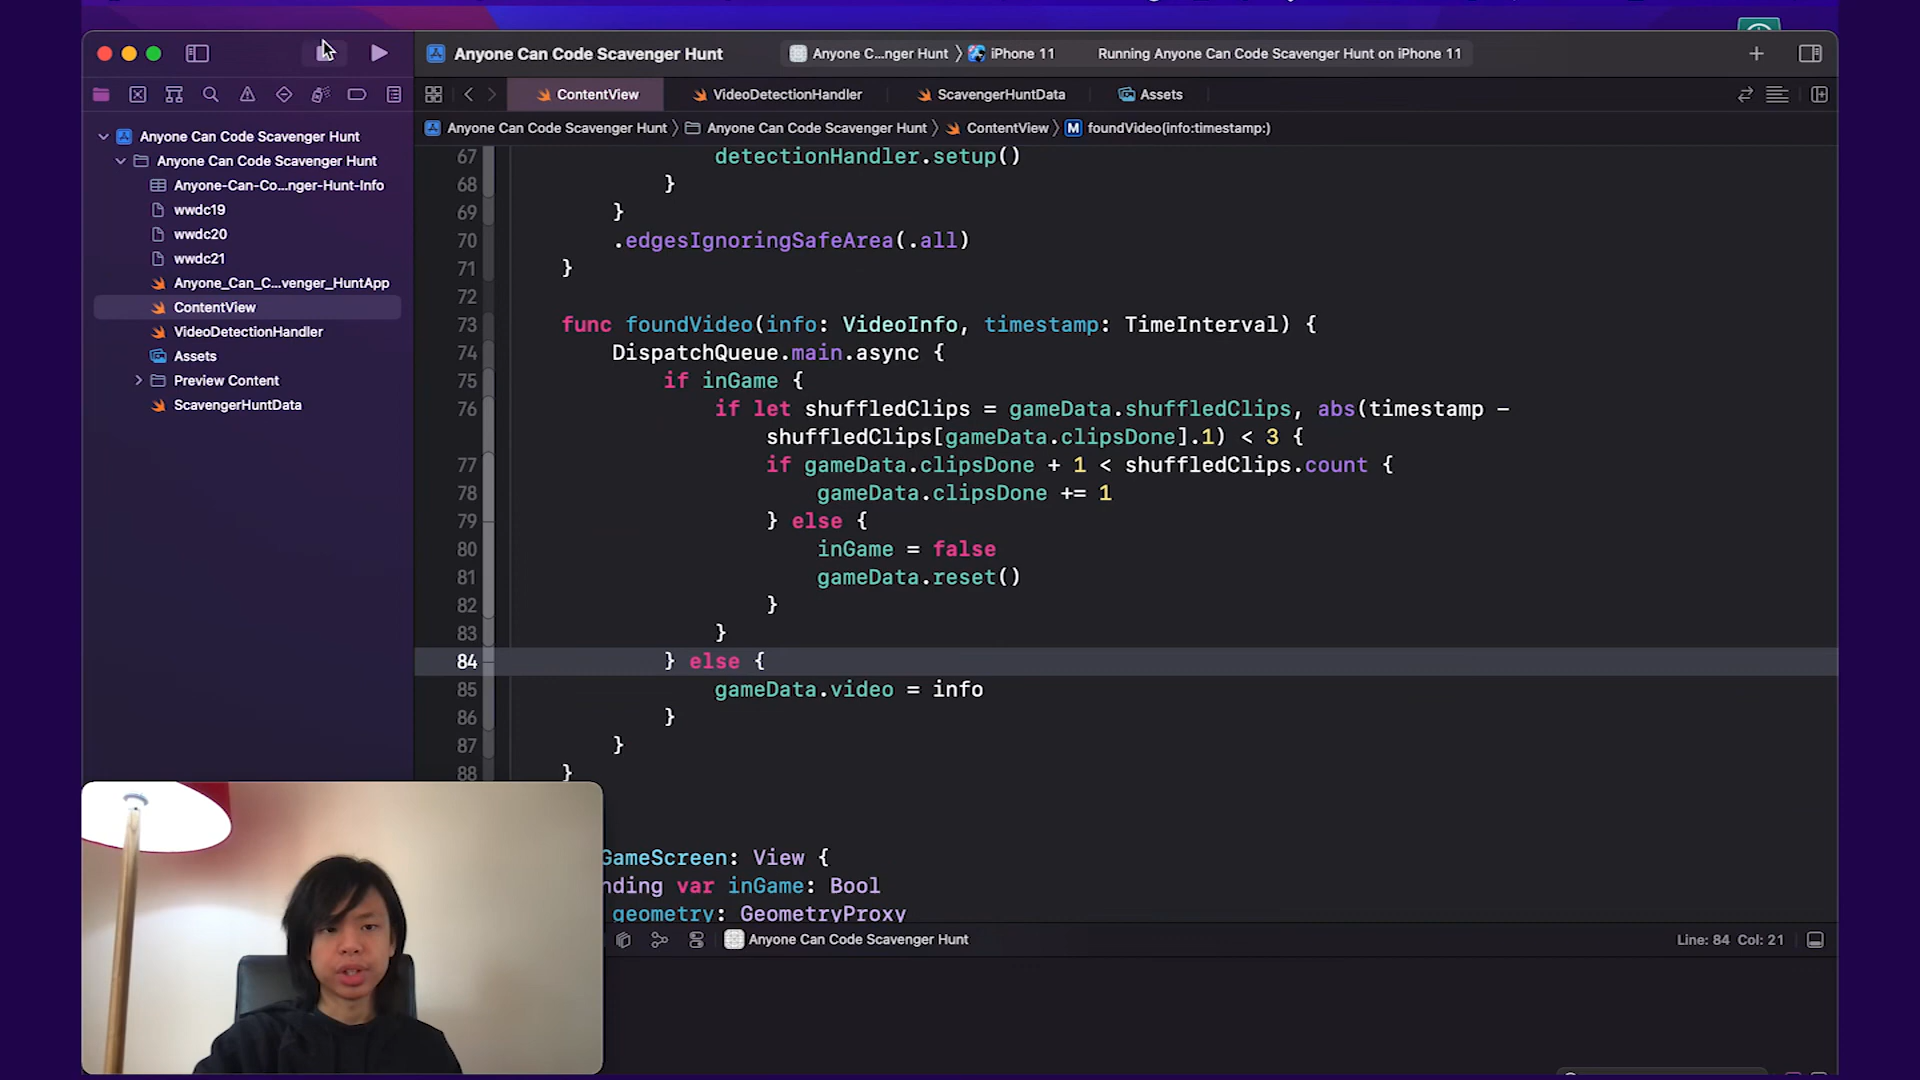 Anyone Can Code Scavenger Hunt
Anyone C...nger Hunt
iPhone 11
Running Anyone Can Code Scavenger Hunt on iPhone 11
ContentView
VideoDetectionHandler
ScavengerHuntData
Assets
Anyone Can Code Scavenger Hunt
Anyone Can Code Scavenger Hunt
ContentView
M foundVideo(info:timestamp:)
Anyone Can Code Scavenger Hunt
Anyone Can Code Scavenger Hunt
Anyone-Can-Co...nger-Hunt-Info
wwdc19
wwdc20
wwdc21
Anyone_Can_C...venger_HuntApp
ContentView
VideoDetectionHandler
Assets
Preview Content
ScavengerHuntData
67 detectionHandler.setup()
68 }
69 }
70 .edgesIgnoringSafeArea(.all)
71 }
72
73 func foundVideo(info: VideoInfo, timestamp: TimeInterval) {
74 DispatchQueue.main.async {
75 if inGame {
76 if let shuffledClips = gameData.shuffledClips, abs(timestamp -
shuffledClips[gameData.clipsDone].1) < 3 {
77 if gameData.clipsDone + 1 < shuffledClips.count {
78 gameData.clipsDone += 1
79 } else {
80 inGame = false
81 gameData.reset()
82 }
83 }
84 } else {
85 gameData.video = info
86 }
87 }
88 }
GameScreen: View {
nding var inGame: Bool
geometry: GeometryProxy
Anyone Can Code Scavenger Hunt
Line: 84 Col: 21